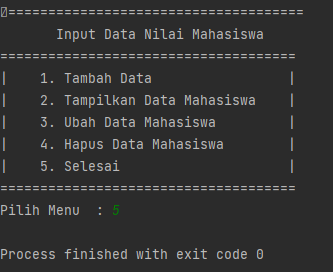 =====================================
Input Data Nilai Mahasiswa
=====================================
|    1. Tambah Data                 |
|    2. Tampilkan Data Mahasiswa    |
|    3. Ubah Data Mahasiswa         |
|    4. Hapus Data Mahasiswa        |
|    5. Selesai                     |
=====================================
Pilih Menu  : 5
Process finished with exit code 0